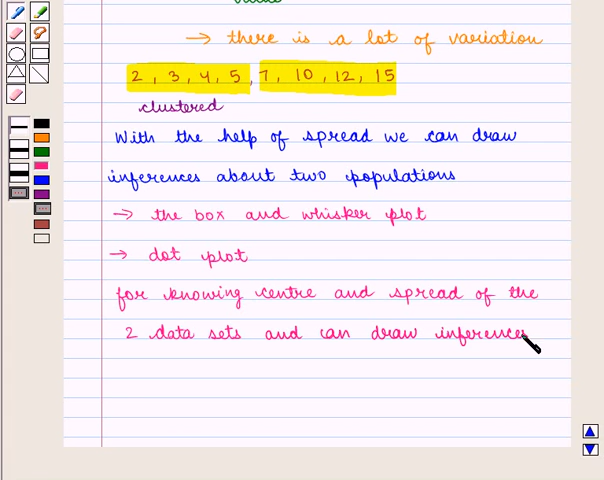 → there is a lot of variation
2, 3, 4, 5, 7, 10, 12, 15
clustered
With the help of spread we can draw
inferences about two populations
→ the box and whisker plot
→ dot plot
for knowing centre and spread of the
2 data sets and can draw inferences